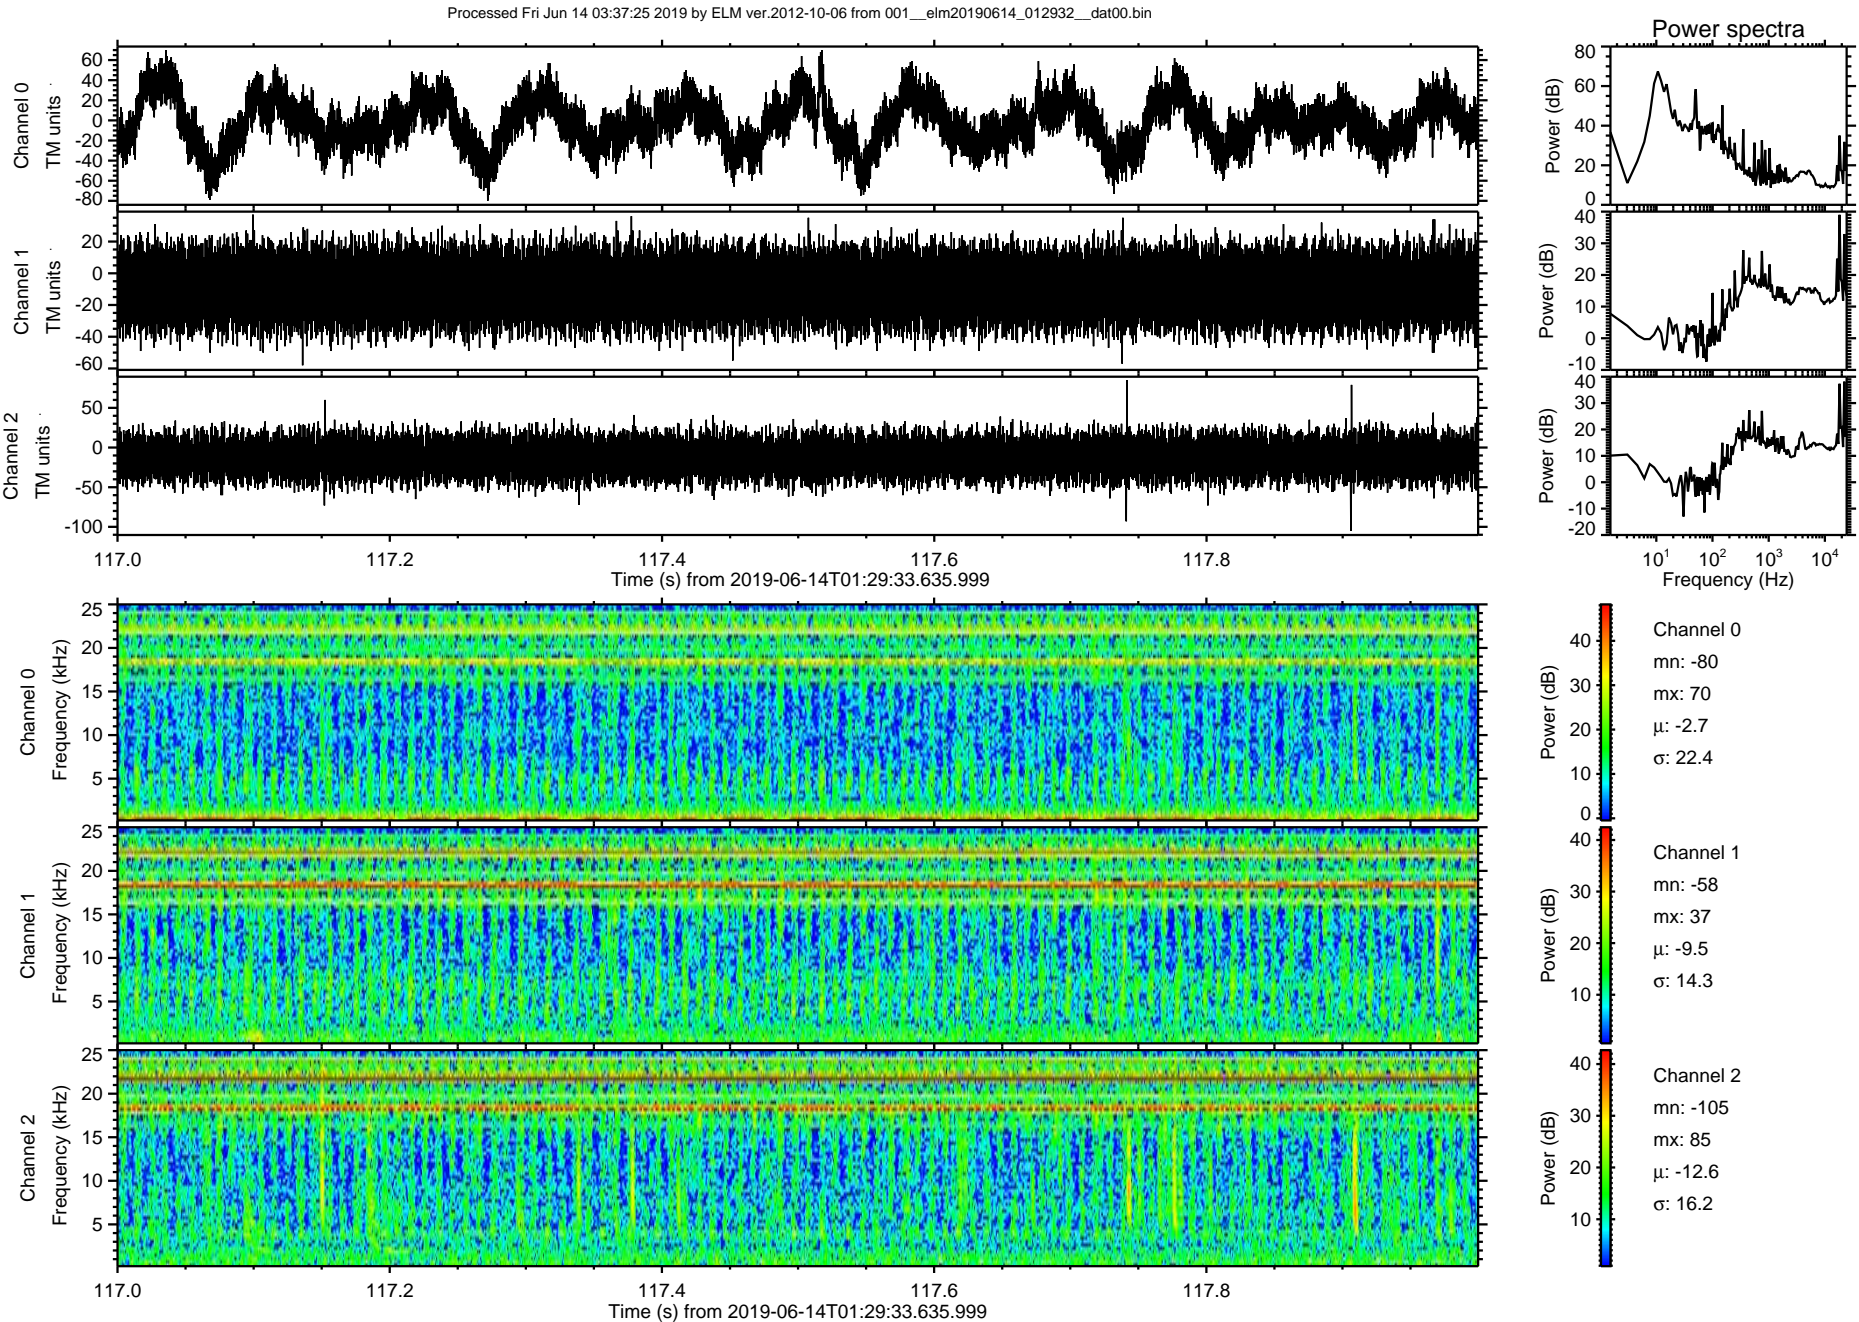 Processed Fri Jun 14 03:37:25 2019 by ELM ver.2012-10-06 from 001__elm20190614_012932__dat00.bin
Power spectra
Channel 0
TM units
60
40
20
0
-20
-40
-60
-80
Power (dB)
80
60
40
20
0
Channel 1
TM units
20
0
-20
-40
-60
Power (dB)
40
30
20
10
0
-10
Channel 2
TM units
50
0
-50
-100
Power (dB)
40
30
20
10
0
-10
-20
117.0 117.2 117.4 117.6 117.8
Time (s) from 2019-06-14T01:29:33.635.999
10¹ 10² 10³ 10⁴
Frequency (Hz)
Channel 0
Frequency (kHz)
25
20
15
10
5
Power (dB)
40
30
20
10
0
Channel 0
mn: -80
mx: 70
μ: -2.7
σ: 22.4
Channel 1
Frequency (kHz)
25
20
15
10
5
Power (dB)
40
30
20
10
Channel 1
mn: -58
mx: 37
μ: -9.5
σ: 14.3
Channel 2
Frequency (kHz)
25
20
15
10
5
Power (dB)
40
30
20
10
Channel 2
mn: -105
mx: 85
μ: -12.6
σ: 16.2
117.0 117.2 117.4 117.6 117.8
Time (s) from 2019-06-14T01:29:33.635.999